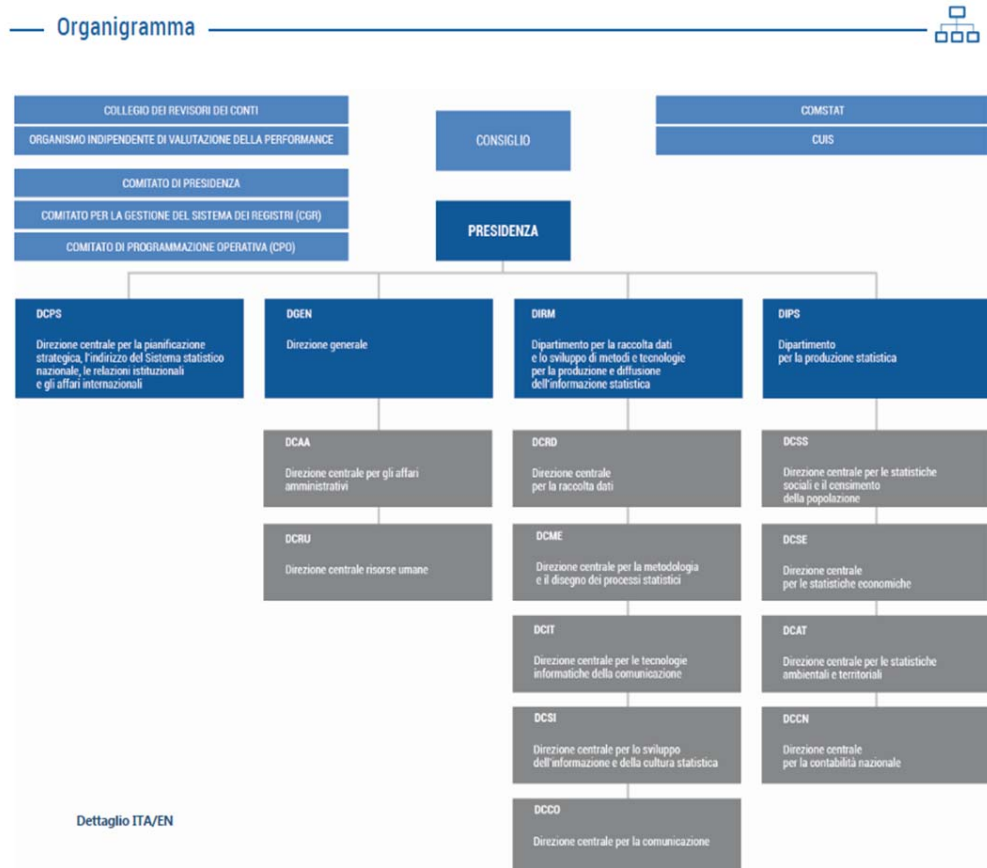 Organigramma
COLLEGIO DEI REVISORI DEI CONTI
ORGANISMO INDIPENDENTE DI VALUTAZIONE DELLA PERFORMANCE
CONSIGLIO
COMSTAT
CUIS
COMITATO DI PRESIDENZA
COMITATO PER LA GESTIONE DEL SISTEMA DEI REGISTRI (CGR)
COMITATO DI PROGRAMMAZIONE OPERATIVA (CPO)
PRESIDENZA
DCPS
Direzione centrale per la pianificazione
strategica, l'indirizzo del Sistema statistico
nazionale, le relazioni istituzionali
e gli affari internazionali
DGEN
Direzione generale
DIRM
Dipartimento per la raccolta dati
e lo sviluppo di metodi e tecnologie
per la produzione e diffusione
dell'informazione statistica
DIPS
Dipartimento
per la produzione statistica
DCAA
Direzione centrale per gli affari
amministrativi
DCRU
Direzione centrale risorse umane
DCRD
Direzione centrale
per la raccolta dati
DCME
Direzione centrale per la metodologia
e il disegno dei processi statistici
DCIT
Direzione centrale per le tecnologie
informatiche della comunicazione
DCSI
Direzione centrale per lo sviluppo
dell'informazione e della cultura statistica
DCCO
Direzione centrale per la comunicazione
DCSS
Direzione centrale per le statistiche
sociali e il censimento
della popolazione
DCSE
Direzione centrale
per le statistiche economiche
DCAT
Direzione centrale per le statistiche
ambientali e territoriali
DCCN
Direzione centrale
per la contabilità nazionale
Dettaglio ITA/EN